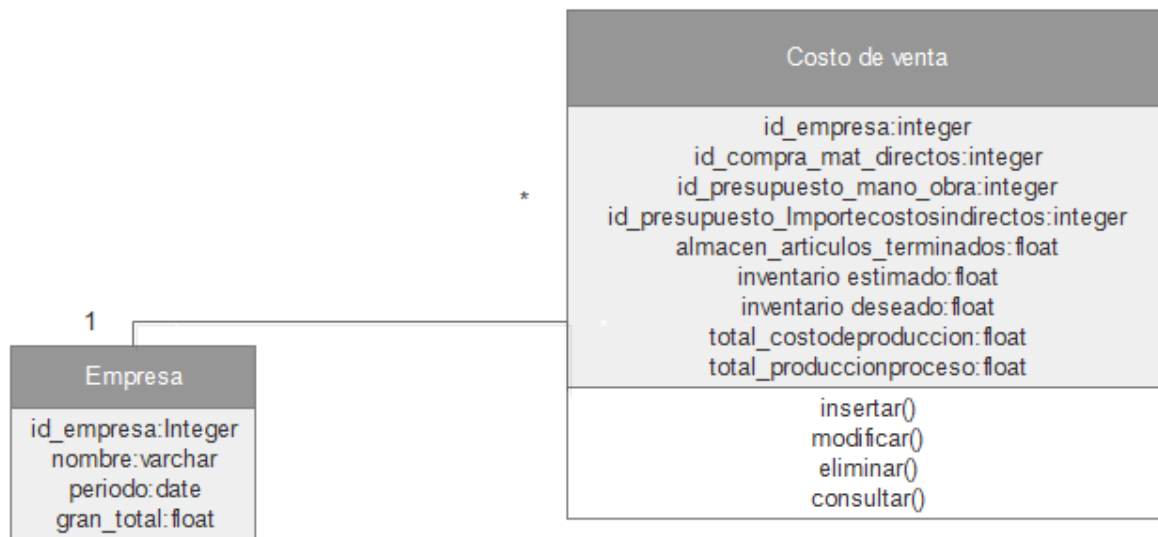 Costo de venta
id_empresa:integer
id_compra_mat_directos:integer
id_presupuesto_mano_obra:integer
id_presupuesto_Importecostosindirectos:integer
almacen_articulos_terminados:float
inventario estimado:float
inventario deseado:float
total_costodeproduccion:float
total_produccionproceso:float
insertar()
modificar()
eliminar()
consultar()
*
1
Empresa
id_empresa:Integer
nombre:varchar
periodo:date
gran_total:float